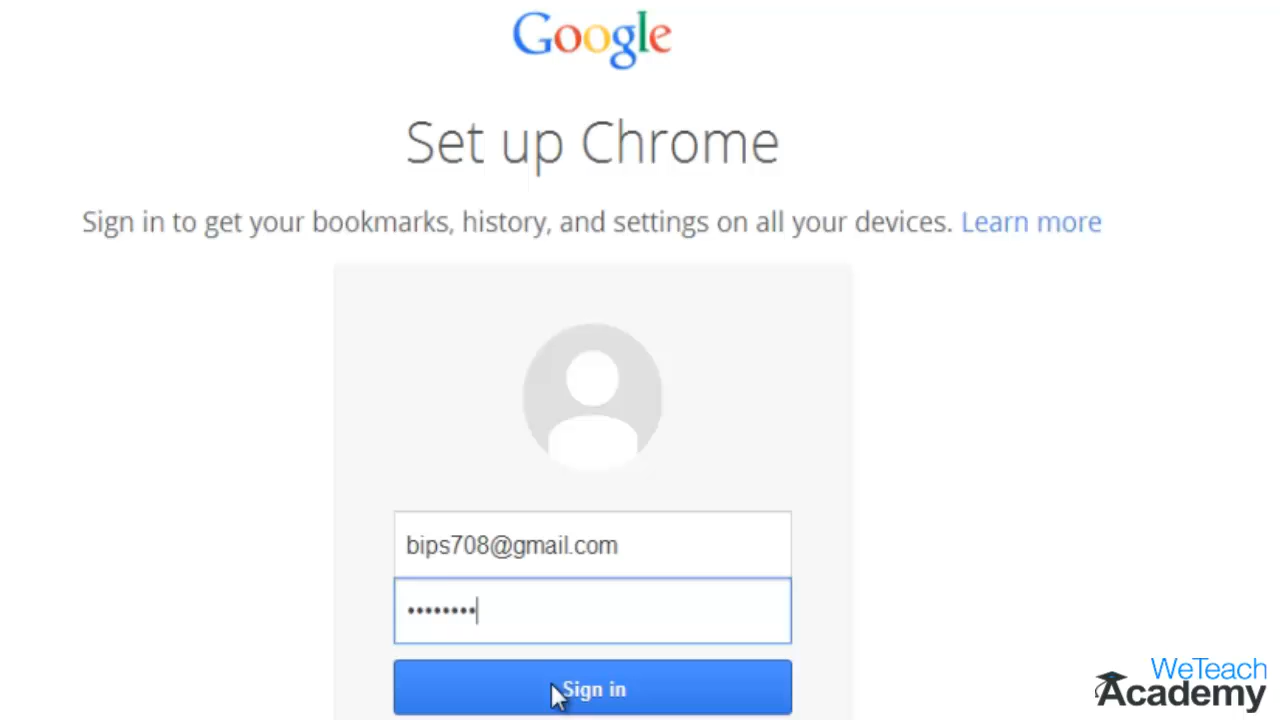 Google
Set up Chrome
Sign in to get your bookmarks, history, and settings on all your devices. Learn more
bips708@gmail.com
••••••••
Sign in
WeTeach
Academy